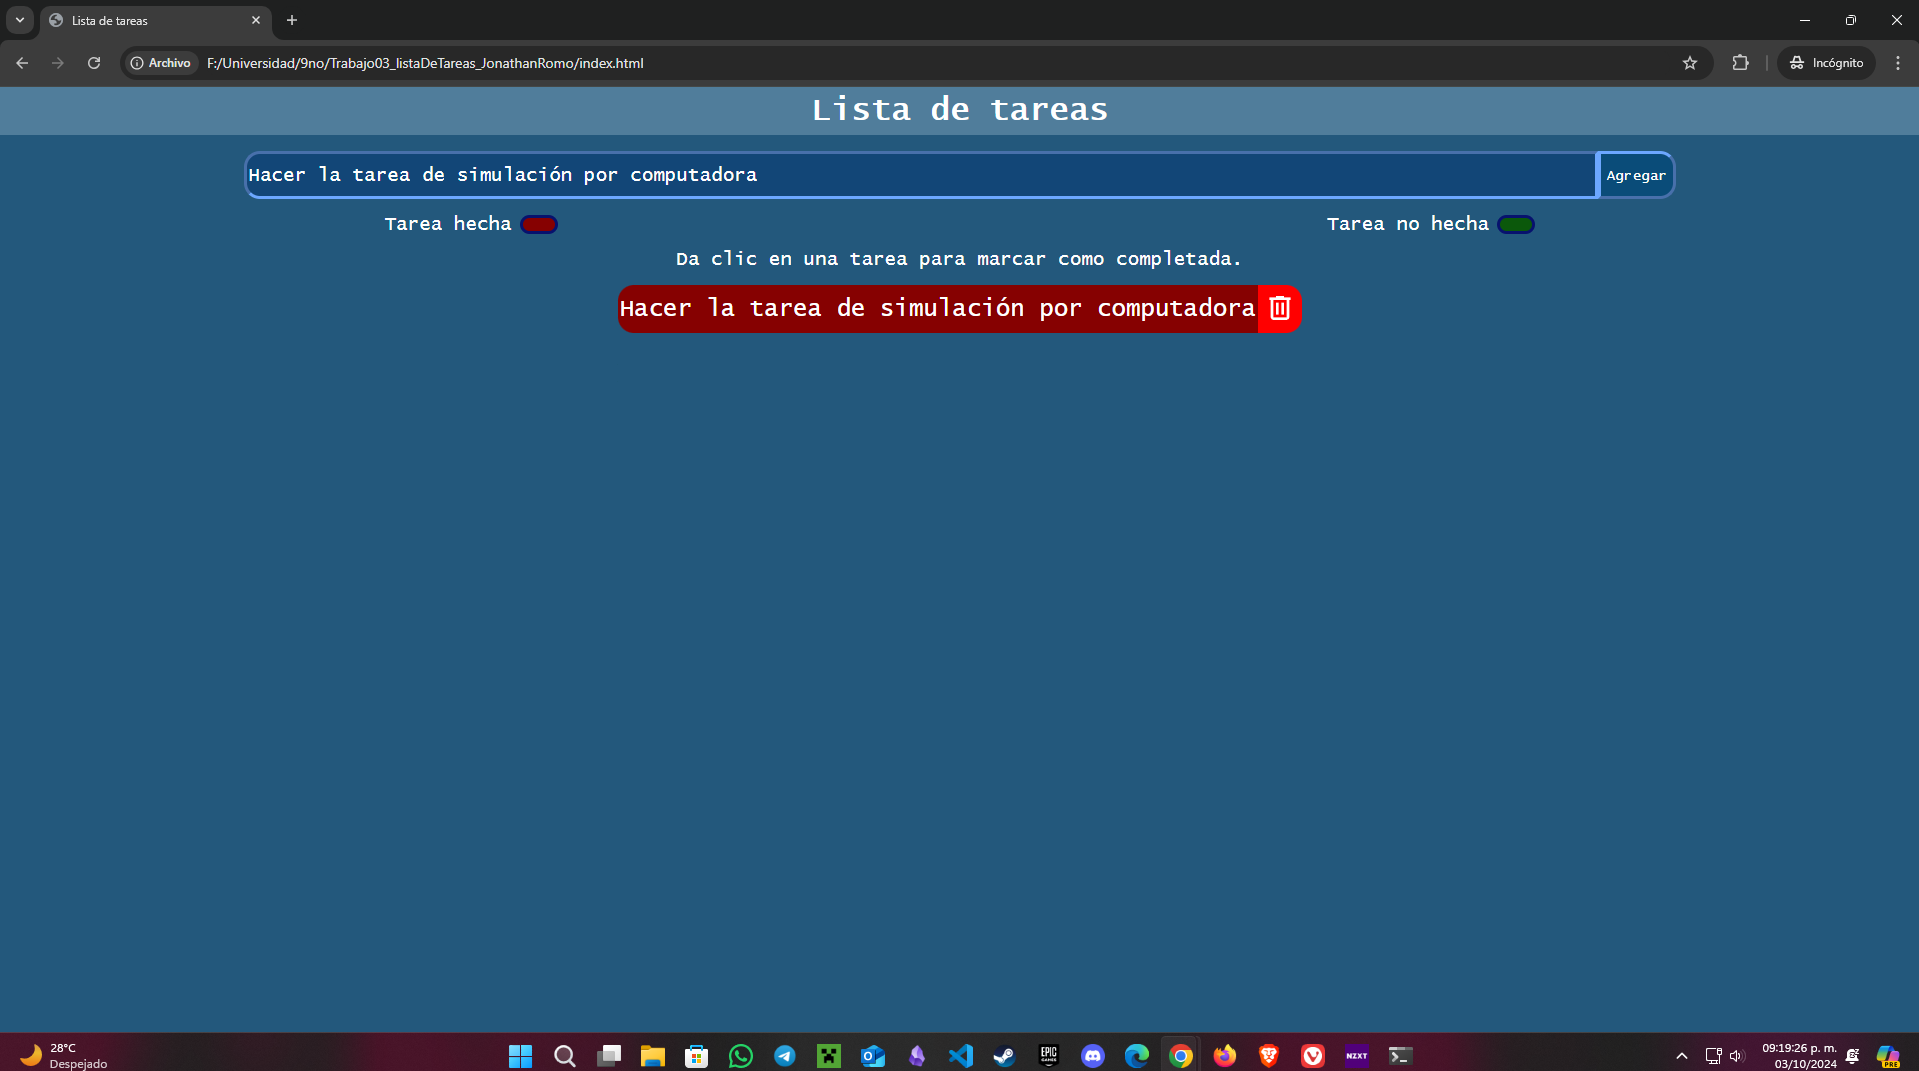 Lista de tareas
Archivo
F:/Universidad/9no/Trabajo03_listaDeTareas_JonathanRomo/index.html
Incógnito
Lista de tareas
Hacer la tarea de simulación por computadora
Agregar
Tarea hecha
Tarea no hecha
Da clic en una tarea para marcar como completada.
Hacer la tarea de simulación por computadora
28°C
Despejado
EPIC
GAMES
NZXT
09:19:26 p. m.
03/10/2024
PRE